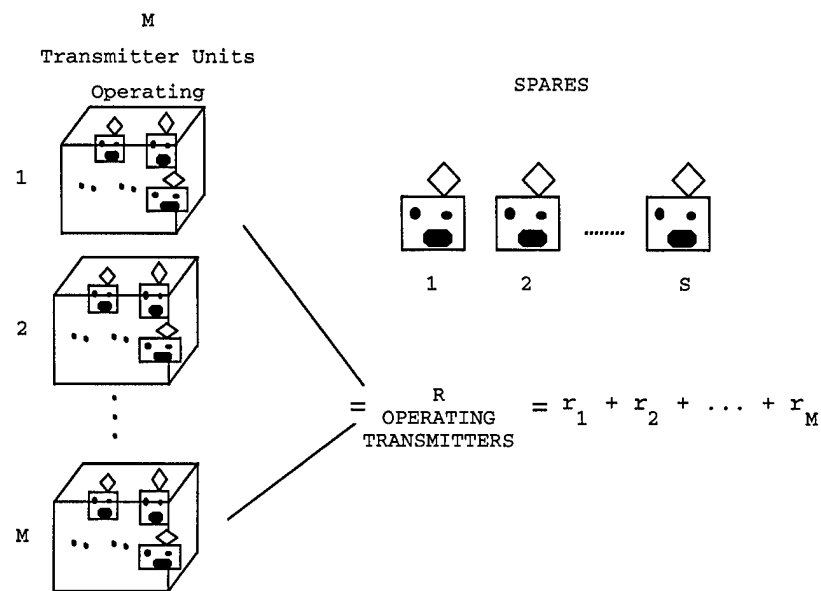 M
Transmitter Units
Operating
SPARES
1
1 2 ......... S
2
= R OPERATING TRANSMITTERS = r1 + r2 + ... + rM
M